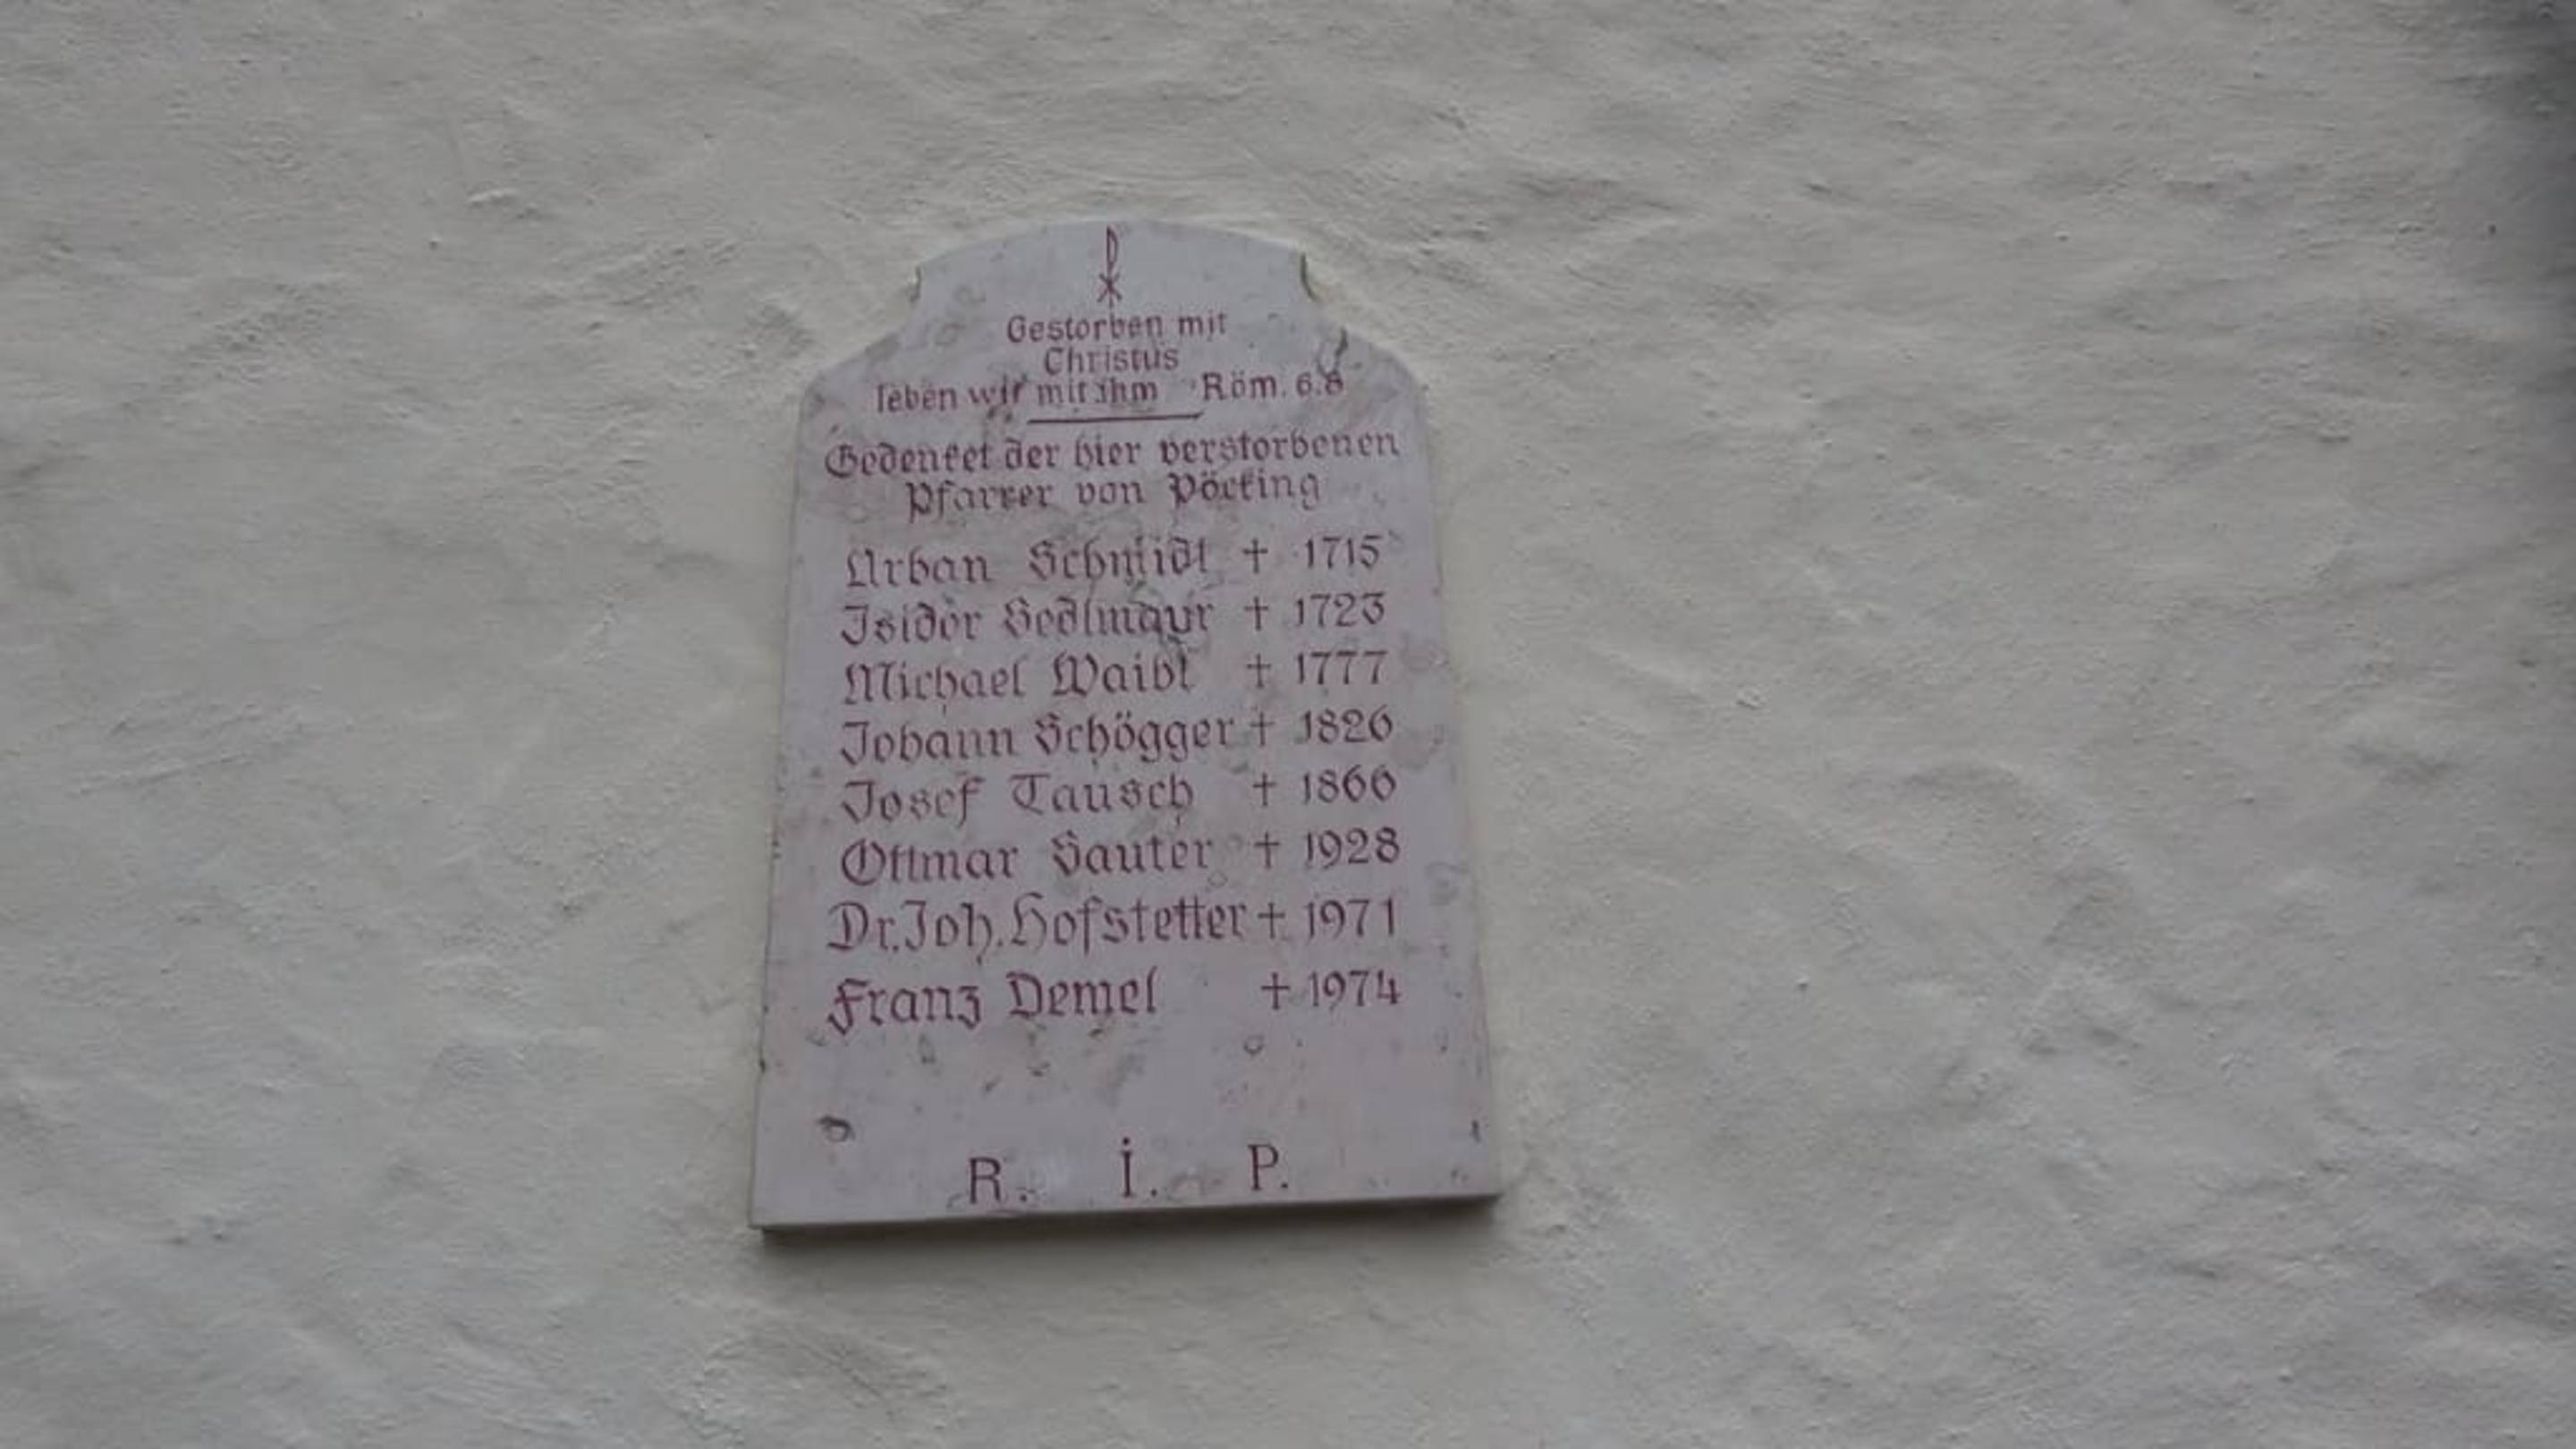 Gestorben mit
Christus
leben wir mit ihm Röm. 6.8
Gedenket der hier verstorbenen
Pfarrer von Pöcking
Urban Schmidt + 1715
Isidor Sedlmayr + 1723
Michael Waibl + 1777
Johann Schögger + 1826
Josef Tausch + 1866
Ottmar Sauter + 1928
Dr. Joh. Hofstetter + 1971
Franz Demel + 1974
R. I. P.